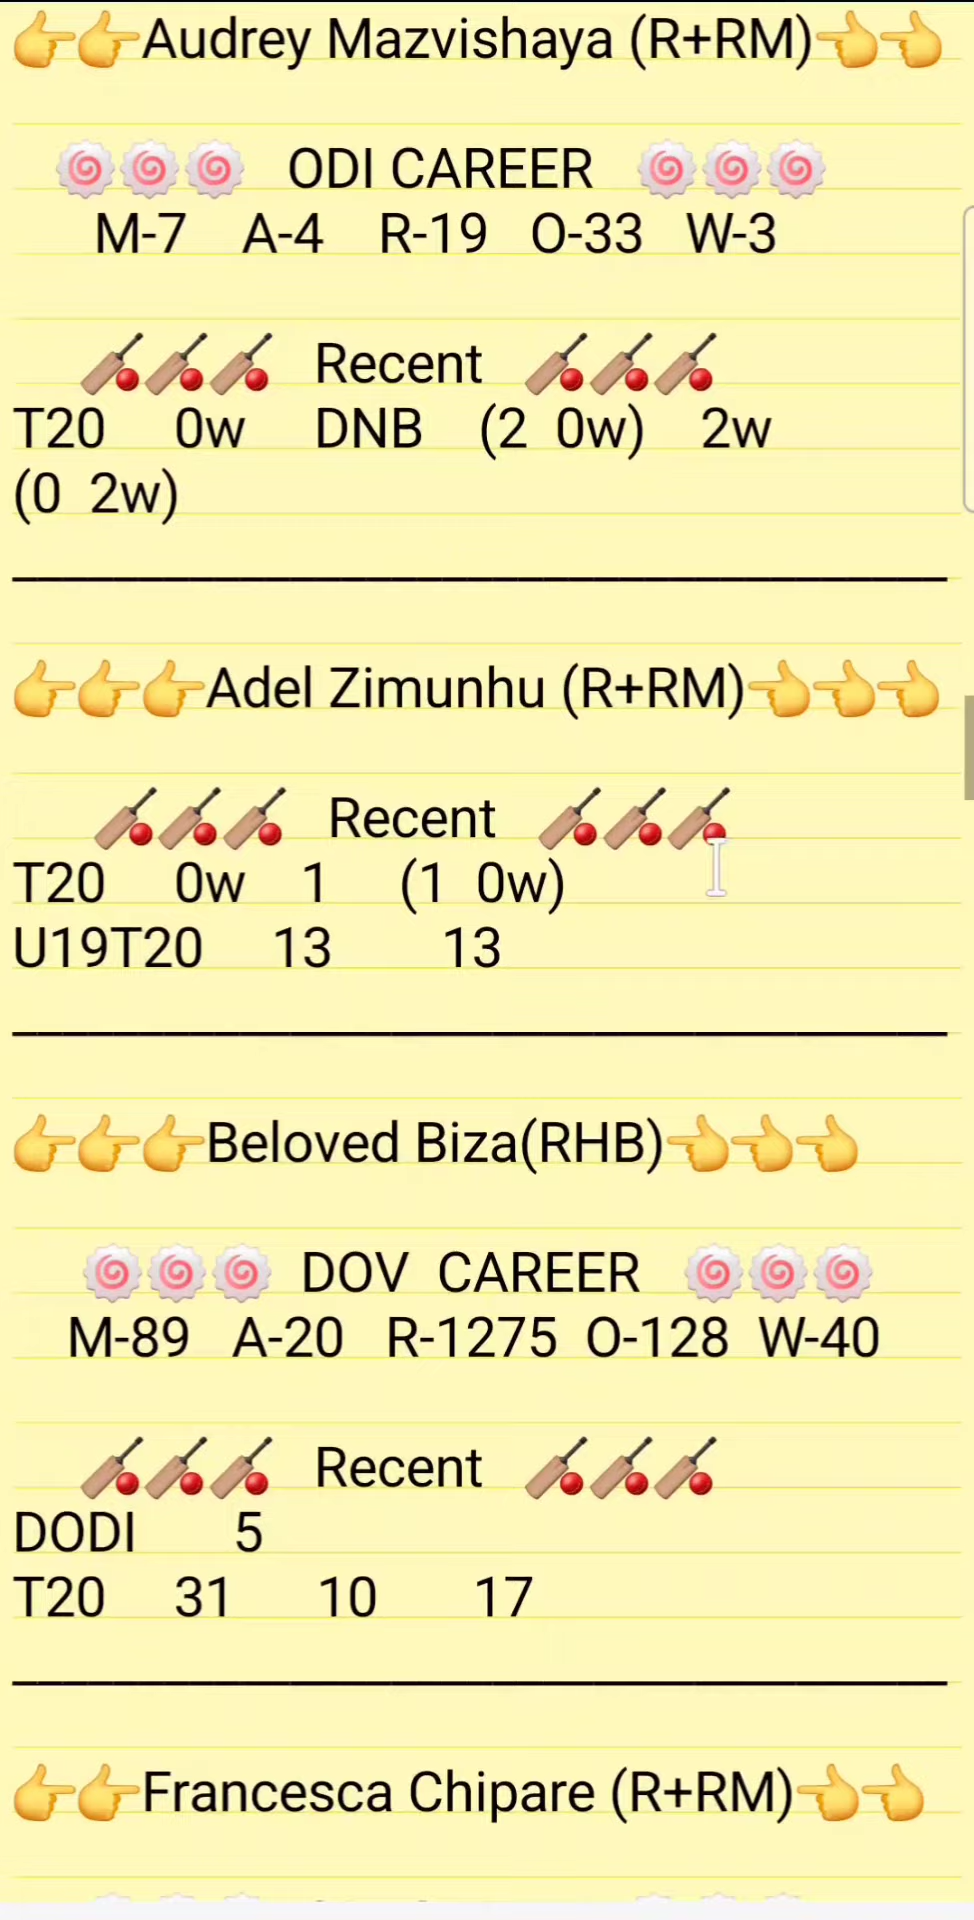 👉👉Audrey Mazvishaya (R+RM)👈👈
🍥🍥🍥 ODI CAREER 🍥🍥🍥
M-7 A-4 R-19 O-33 W-3
🏏🏏🏏 Recent 🏏🏏🏏
T20 0w DNB (2 0w) 2w
(0 2w)
👉👉👉Adel Zimunhu (R+RM)👈👈👈
🏏🏏🏏 Recent 🏏🏏🏏
T20 0w 1 (1 0w)
U19T20 13 13
👉👉👉Beloved Biza(RHB)👈👈👈
🍥🍥🍥 DOV CAREER 🍥🍥🍥
M-89 A-20 R-1275 O-128 W-40
🏏🏏🏏 Recent 🏏🏏🏏
DODI 5
T20 31 10 17
👉👉Francesca Chipare (R+RM)👈👈